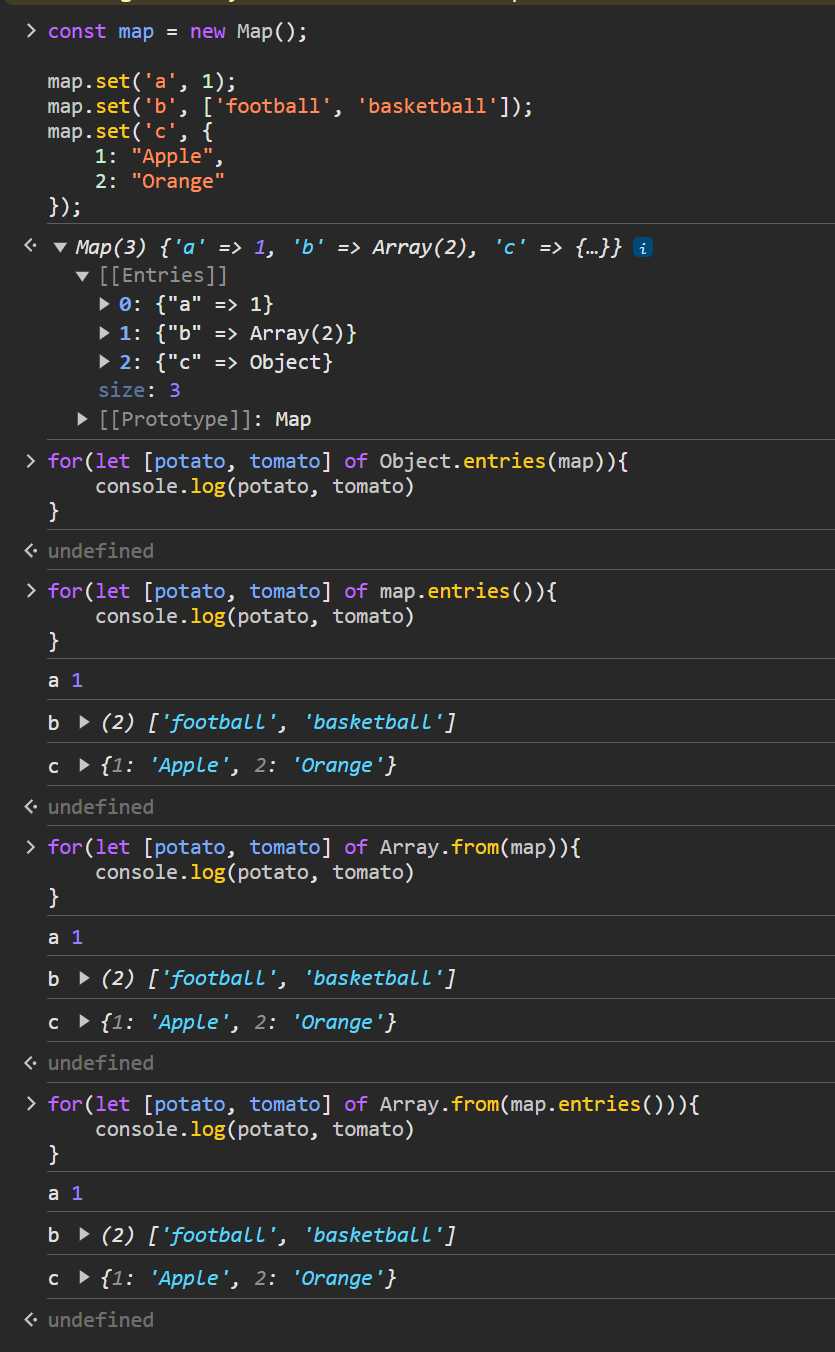 > const map = new Map();
map.set('a', 1);
map.set('b', ['football', 'basketball']);
map.set('c', {
    1: "Apple",
    2: "Orange"
});
Map(3) {'a' => 1, 'b' => Array(2), 'c' => {…}} i
[[Entries]]
0: {"a" => 1}
1: {"b" => Array(2)}
2: {"c" => Object}
size: 3
[[Prototype]]: Map
> for(let [potato, tomato] of Object.entries(map)){
    console.log(potato, tomato)
}
undefined
> for(let [potato, tomato] of map.entries()){
    console.log(potato, tomato)
}
a 1
b (2) ['football', 'basketball']
c {1: 'Apple', 2: 'Orange'}
undefined
> for(let [potato, tomato] of Array.from(map)){
    console.log(potato, tomato)
}
a 1
b (2) ['football', 'basketball']
c {1: 'Apple', 2: 'Orange'}
undefined
> for(let [potato, tomato] of Array.from(map.entries())){
    console.log(potato, tomato)
}
a 1
b (2) ['football', 'basketball']
c {1: 'Apple', 2: 'Orange'}
undefined